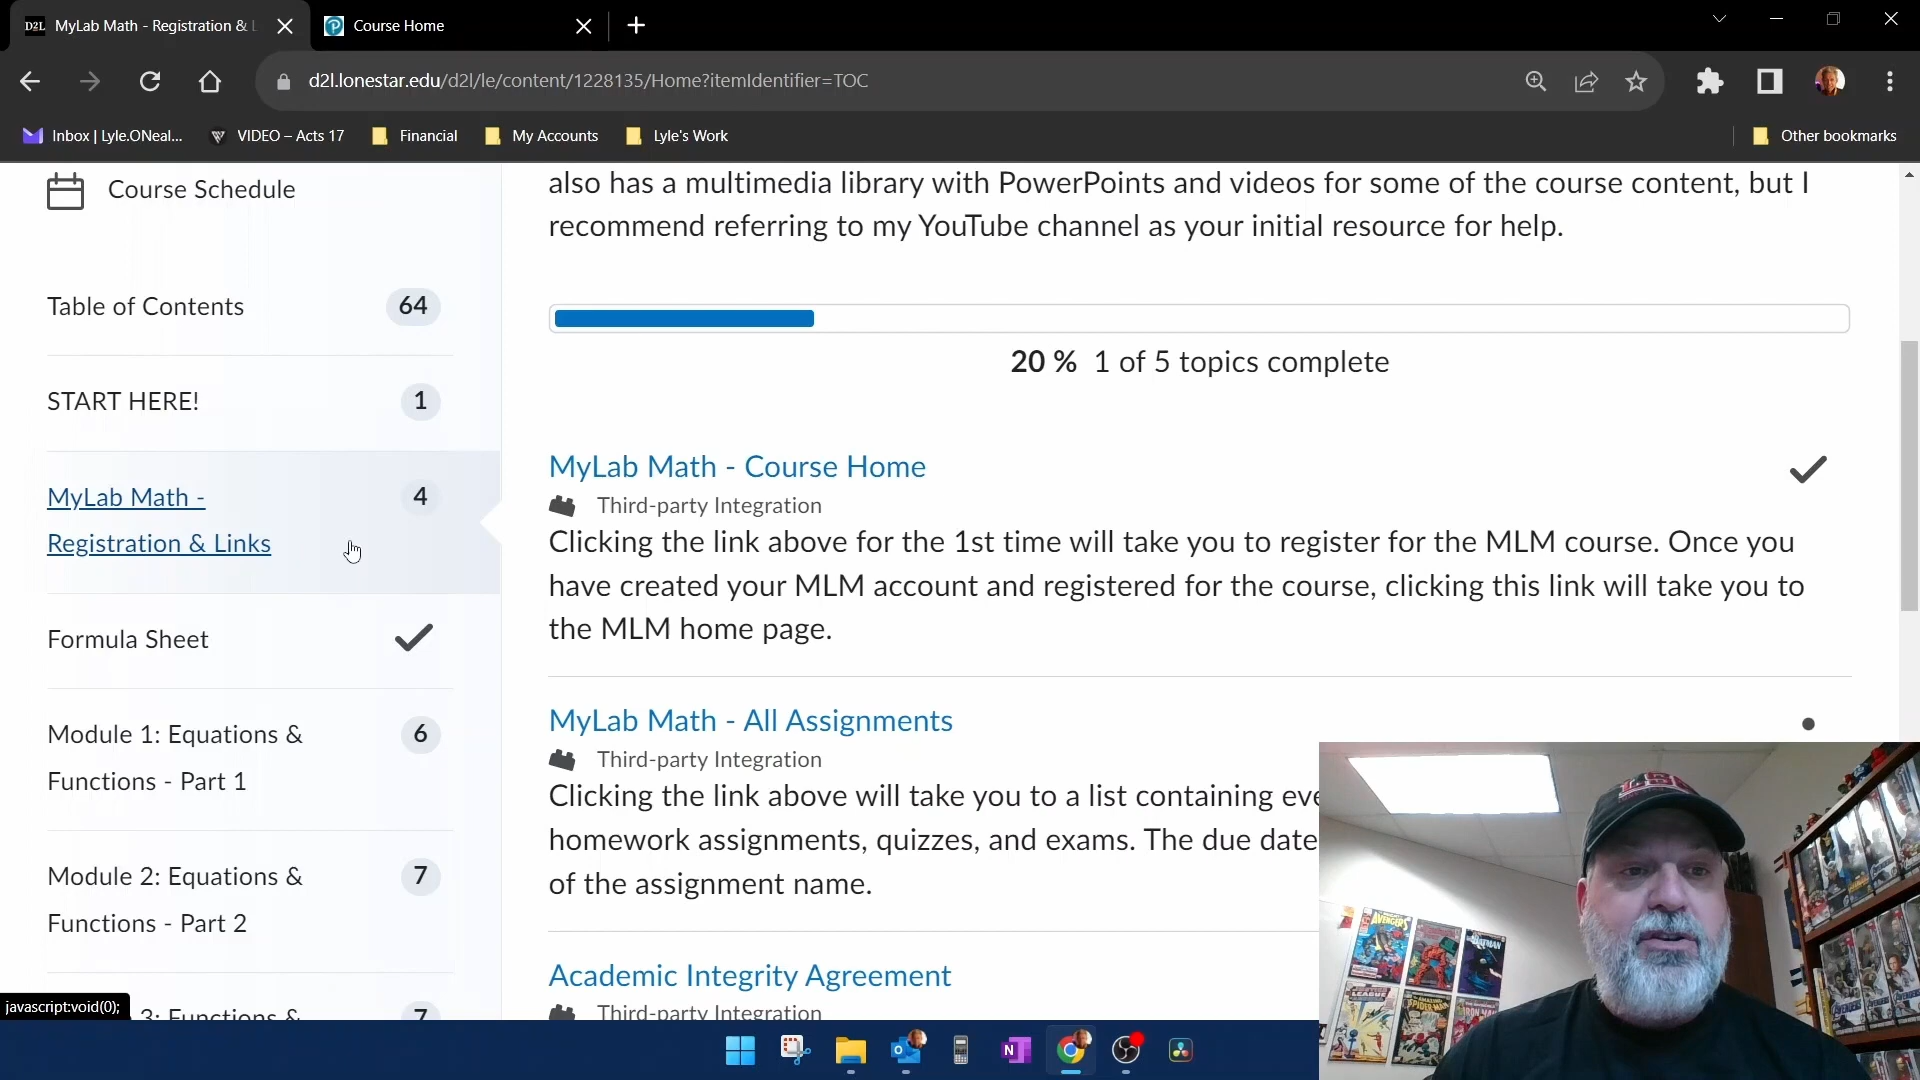 D2L MyLab Math - Registration & L
Course Home
d2l.lonestar.edu/d2l/le/content/1228135/Home?itemIdentifier=TOC
Inbox | Lyle.ONeal...
VIDEO – Acts 17
Financial
My Accounts
Lyle's Work
Other bookmarks
Course Schedule
Table of Contents 64
START HERE! 1
MyLab Math - 4
Registration & Links
Formula Sheet
Module 1: Equations & 6
Functions - Part 1
Module 2: Equations & 7
Functions - Part 2
3: Functions & 7
javascript:void(0);
also has a multimedia library with PowerPoints and videos for some of the course content, but I
recommend referring to my YouTube channel as your initial resource for help.
20 % 1 of 5 topics complete
MyLab Math - Course Home
Third-party Integration
Clicking the link above for the 1st time will take you to register for the MLM course. Once you
have created your MLM account and registered for the course, clicking this link will take you to
the MLM home page.
MyLab Math - All Assignments
Third-party Integration
Clicking the link above will take you to a list containing eve
homework assignments, quizzes, and exams. The due date
of the assignment name.
Academic Integrity Agreement
Third-party Integration
AVENGERS
BATMAN